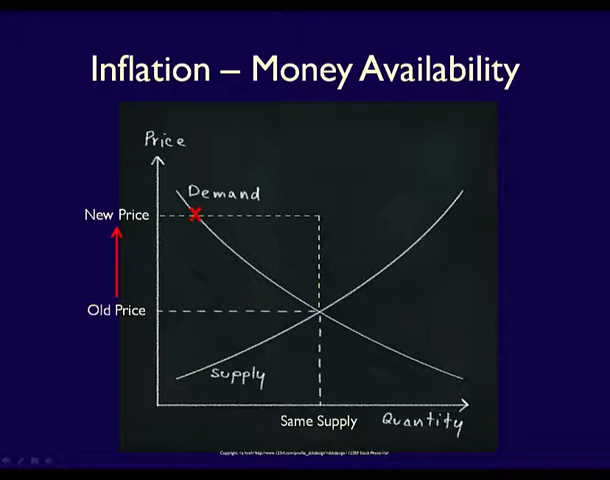 Inflation – Money Availability
Price
Demand
New Price
Old Price
Supply
Same Supply
Quantity